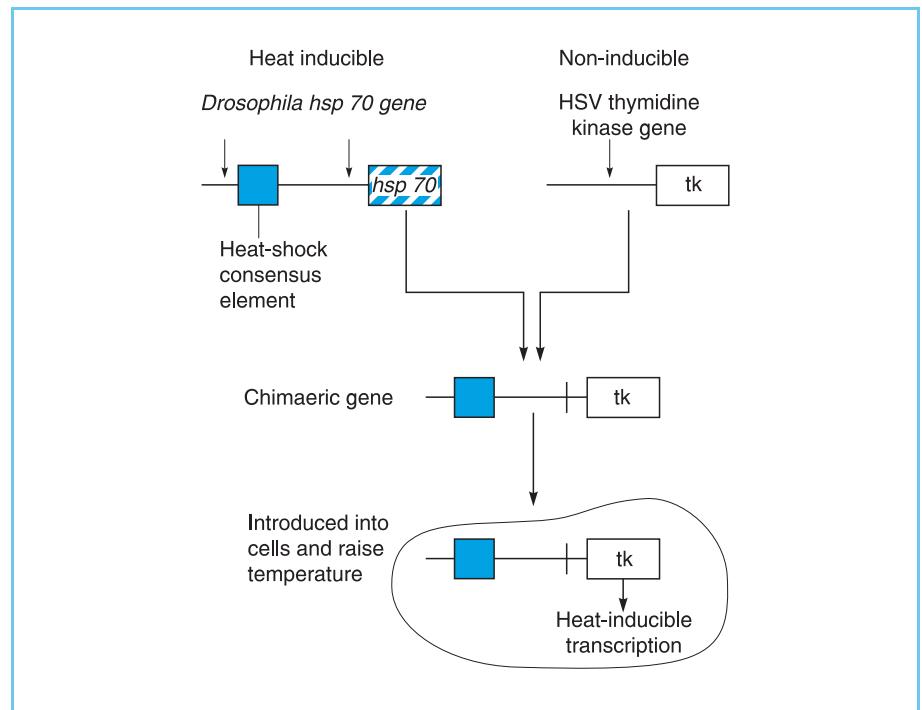 Heat inducible
Non-inducible
Drosophila hsp 70 gene
HSV thymidine
kinase gene
hsp 70
tk
Heat-shock
consensus
element
Chimaeric gene
tk
Introduced into
cells and raise
temperature
tk
Heat-inducible
transcription